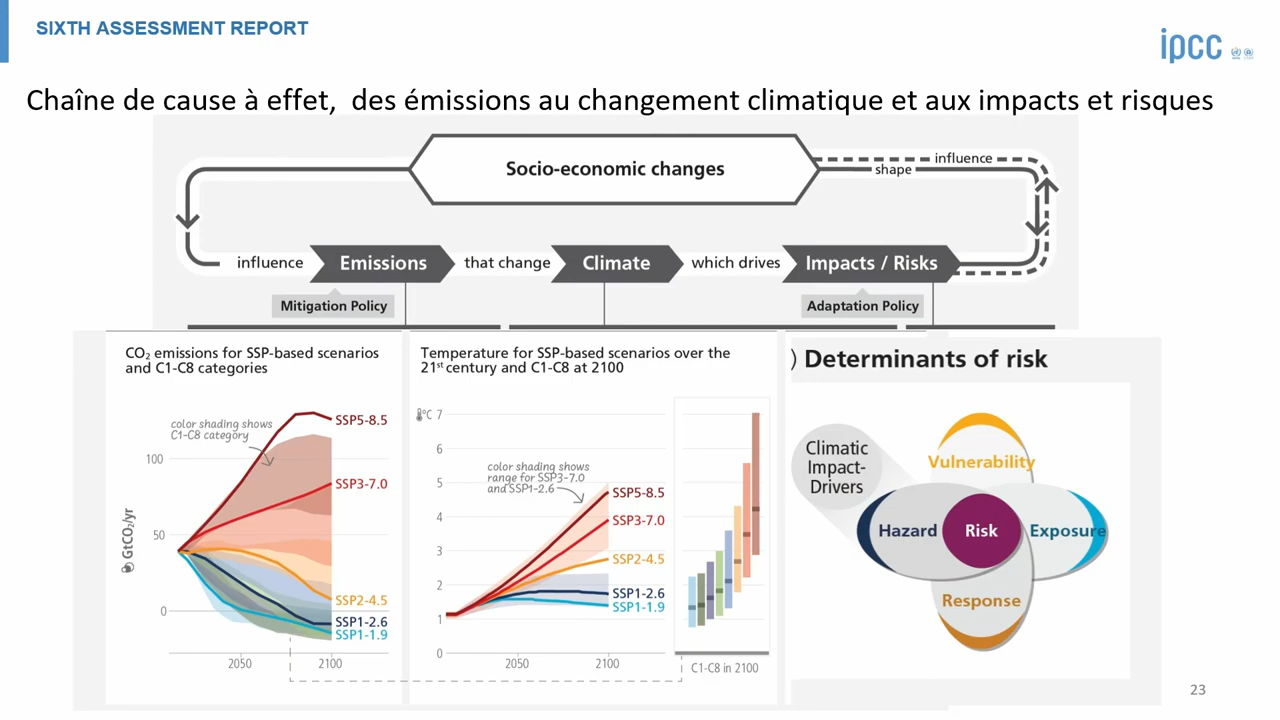 SIXTH ASSESSMENT REPORT
ipcc
Chaîne de cause à effet, des émissions au changement climatique et aux impacts et risques
Socio-economic changes
influence
shape
influence
Emissions
that change
Climate
which drives
Impacts / Risks
Mitigation Policy
Adaptation Policy
CO₂ emissions for SSP-based scenarios
and C1-C8 categories
color shading shows
C1-C8 category
GtCO₂/yr
100
50
0
2050
2100
SSP5-8.5
SSP3-7.0
SSP2-4.5
SSP1-2.6
SSP1-1.9
Temperature for SSP-based scenarios over the
21st century and C1-C8 at 2100
°C
7
6
5
4
3
2
1
0
color shading shows
range for SSP3-7.0
and SSP1-2.6
SSP5-8.5
SSP3-7.0
SSP2-4.5
SSP1-2.6
SSP1-1.9
2050
2100
C1-C8 in 2100
) Determinants of risk
Climatic
Impact-
Drivers
Vulnerability
Hazard
Risk
Exposure
Response
23